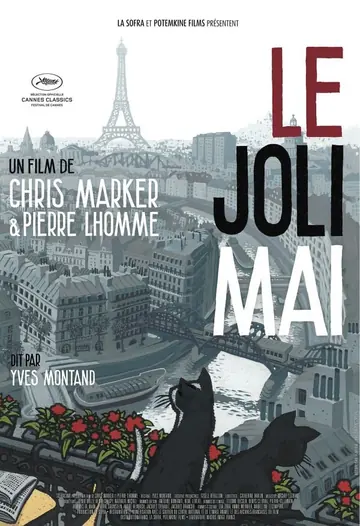 LA SOFRA ET POTEMKINE FILMS PRÉSENTENT
SÉLECTION OFFICIELLE
CANNES CLASSICS
FESTIVAL DE CANNES
LE
JOLI
MAI
UN FILM DE
CHRIS MARKER
& PIERRE LHOMME
DIT PAR
YVES MONTAND